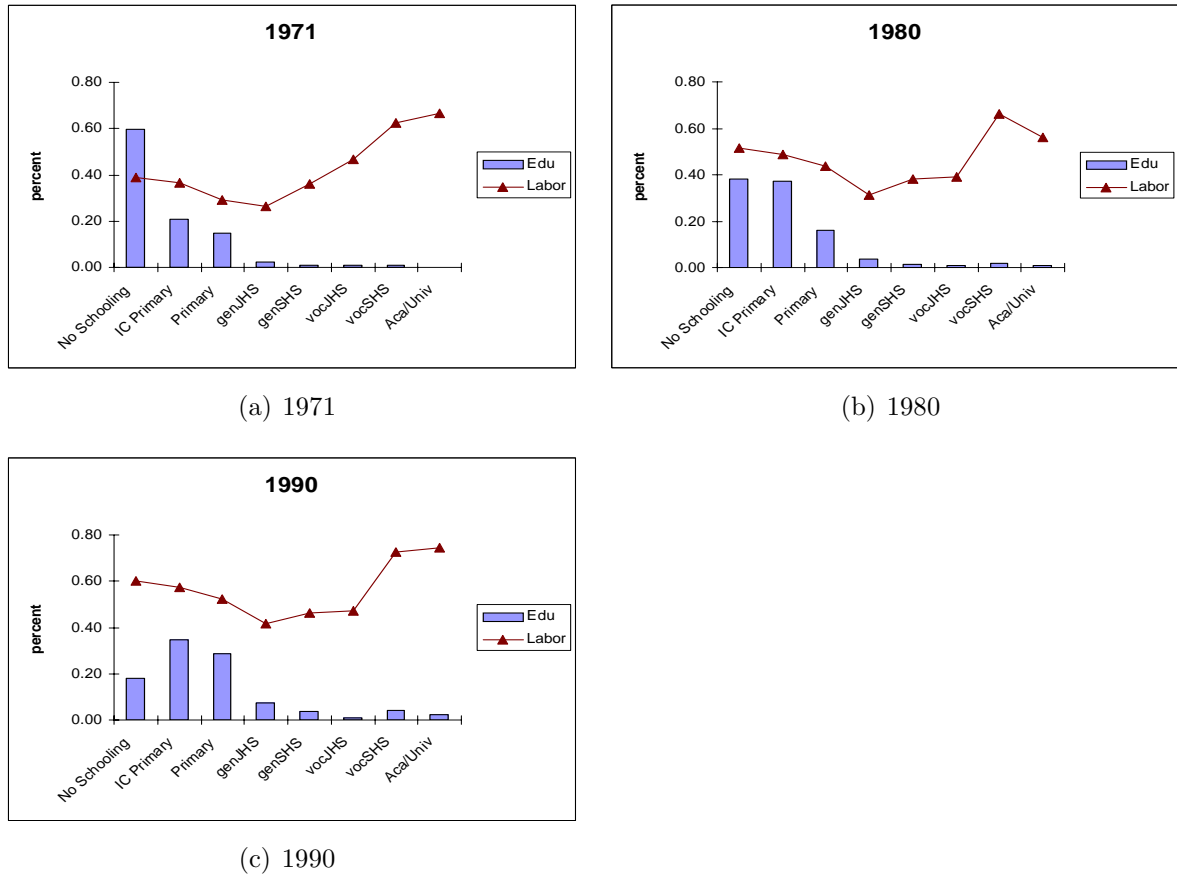 1971
0.80
0.60
0.40
0.20
0.00
percent
No Schooling
IC Primary
Primary
genJHS
genSHS
vocJHS
vocSHS
Aca/Univ
Edu
Labor
(a) 1971
1980
0.80
0.60
0.40
0.20
0.00
percent
No Schooling
IC Primary
Primary
genJHS
genSHS
vocJHS
vocSHS
Aca/Univ
Edu
Labor
(b) 1980
1990
0.80
0.60
0.40
0.20
0.00
percent
No Schooling
IC Primary
Primary
genJHS
genSHS
vocJHS
vocSHS
Aca/Univ
Edu
Labor
(c) 1990